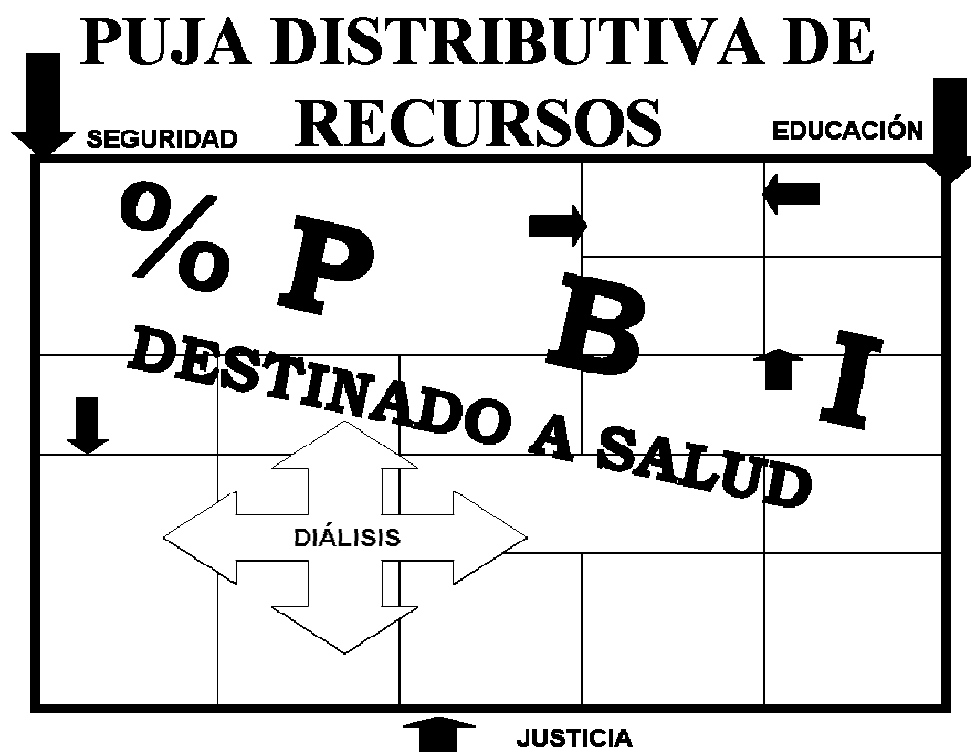 PUJA DISTRIBUTIVA DE
RECURSOS
SEGURIDAD
EDUCACIÓN
% P B I
DESTINADO A SALUD
DIÁLISIS
JUSTICIA